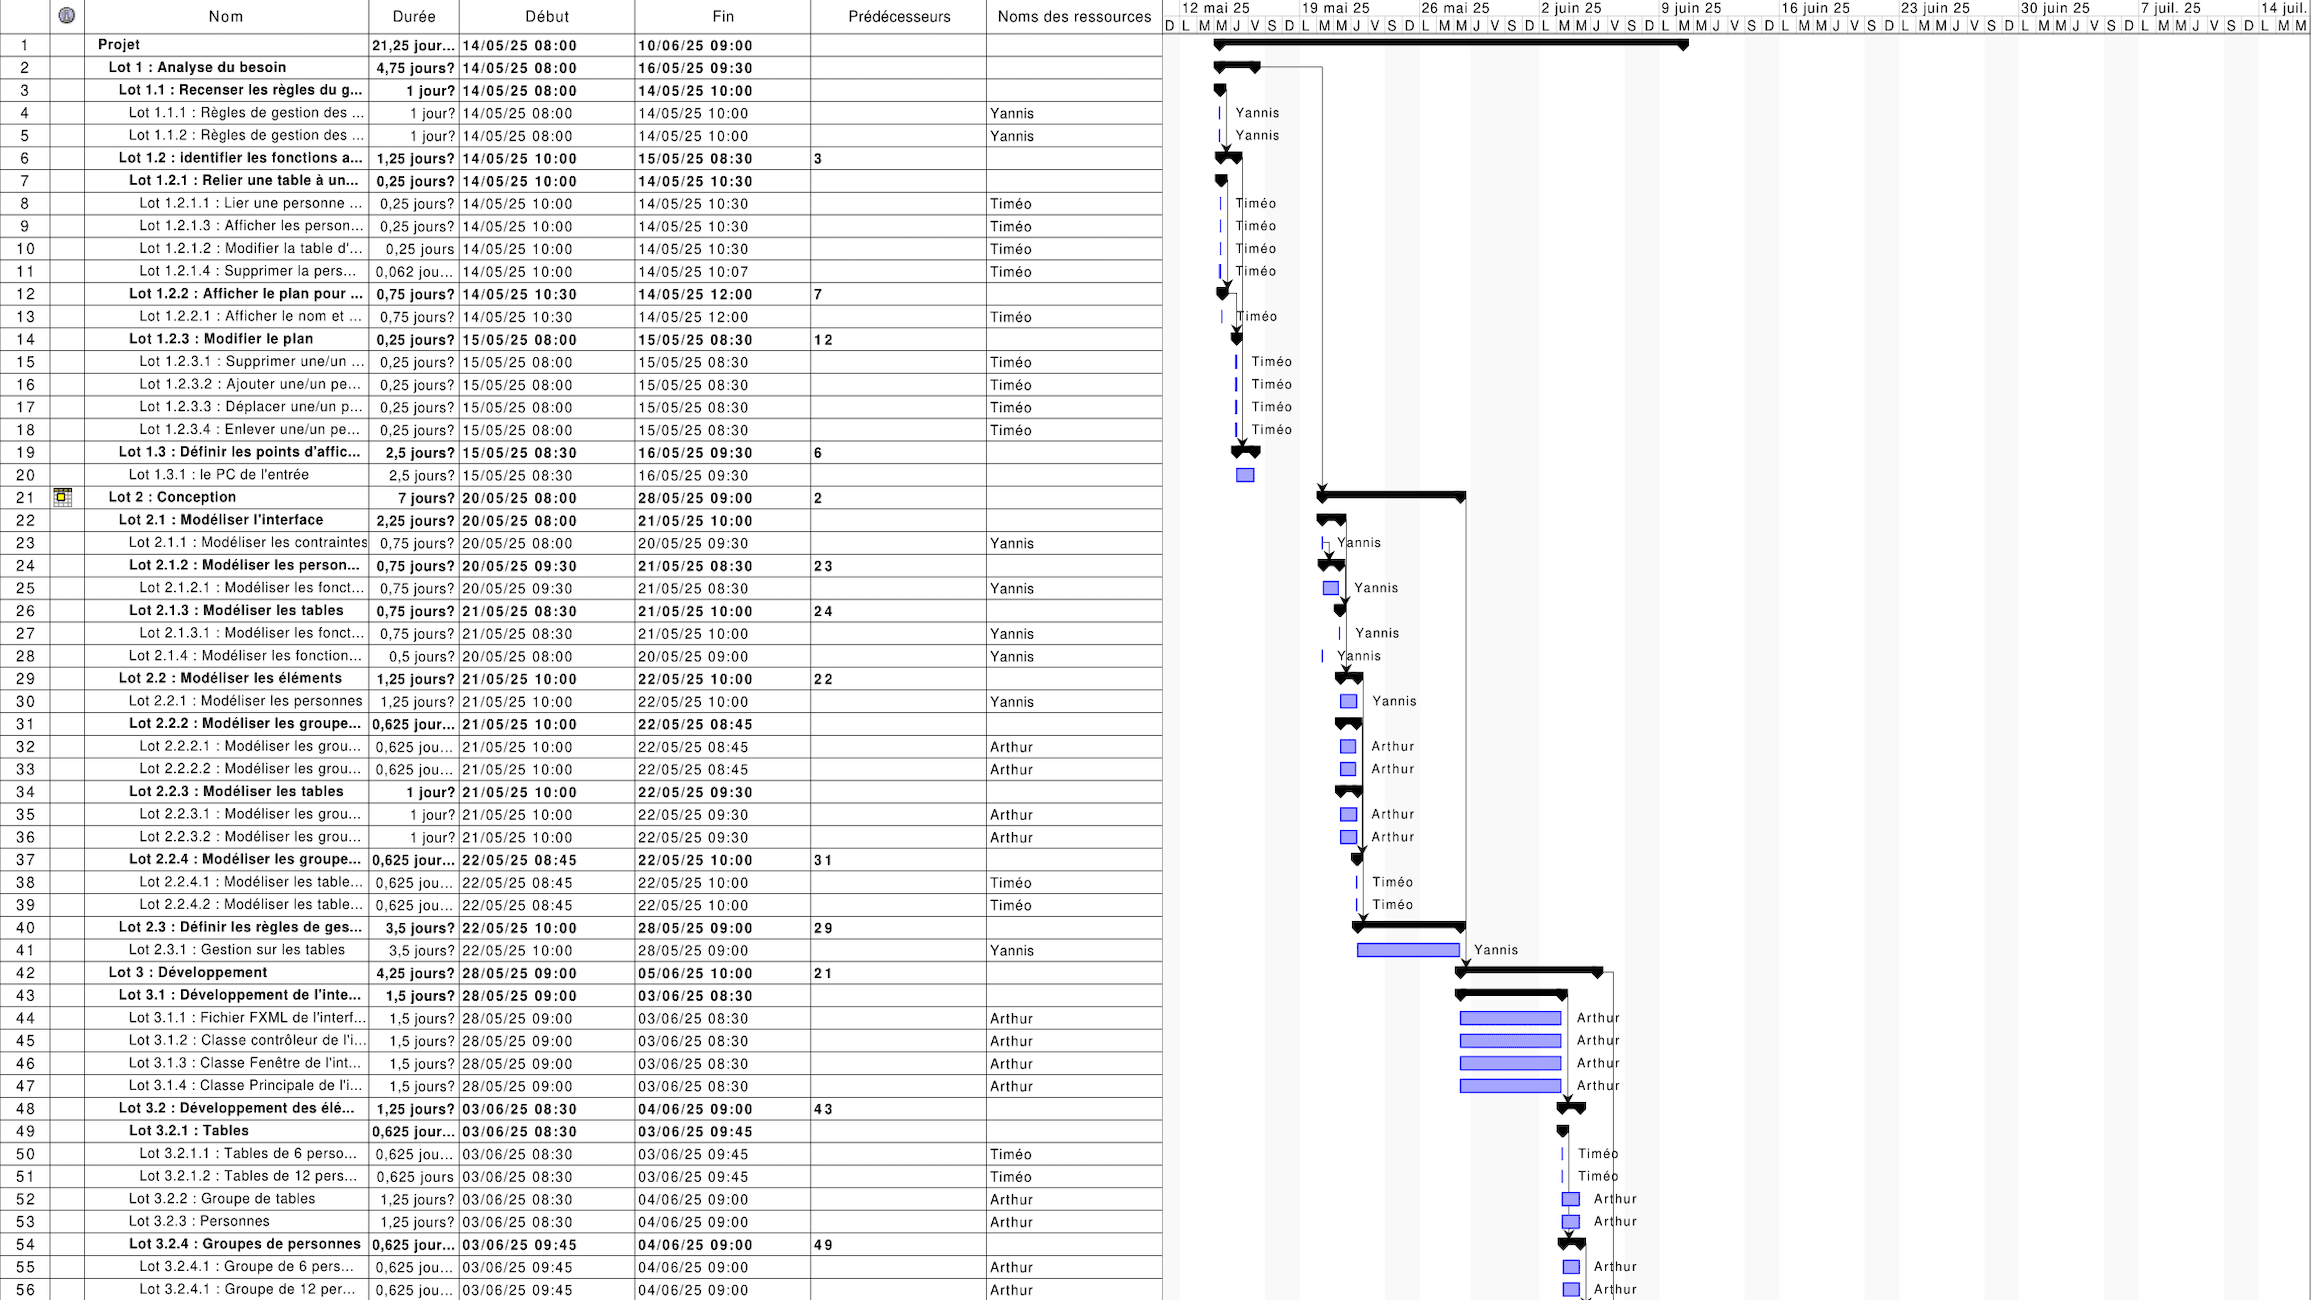 Nom Durée Début Fin Prédécesseurs Noms des ressources
12 mai 25 19 mai 25 26 mai 25 2 juin 25 9 juin 25 16 juin 25 23 juin 25 30 juin 25 7 juil. 25 14 juil.
D L M M J V S D L M M J V S D L M M J V S D L M M J V S D L M M J V S D L M M J V S D L M M J V S D L M M J V S D L M M J V S D L M M
1 Projet 21,25 jour... 14/05/25 08:00 10/06/25 09:00
2 Lot 1 : Analyse du besoin 4,75 jours? 14/05/25 08:00 16/05/25 09:30
3 Lot 1.1 : Recenser les règles du g... 1 jour? 14/05/25 08:00 14/05/25 10:00
4 Lot 1.1.1 : Règles de gestion des ... 1 jour? 14/05/25 08:00 14/05/25 10:00 Yannis Yannis
5 Lot 1.1.2 : Règles de gestion des ... 1 jour? 14/05/25 08:00 14/05/25 10:00 Yannis Yannis
6 Lot 1.2 : identifier les fonctions a... 1,25 jours? 14/05/25 10:00 15/05/25 08:30 3
7 Lot 1.2.1 : Relier une table à un... 0,25 jours? 14/05/25 10:00 14/05/25 10:30
8 Lot 1.2.1.1 : Lier une personne ... 0,25 jours? 14/05/25 10:00 14/05/25 10:30 Timéo Timéo
9 Lot 1.2.1.3 : Afficher les person... 0,25 jours? 14/05/25 10:00 14/05/25 10:30 Timéo Timéo
10 Lot 1.2.1.2 : Modifier la table d'... 0,25 jours 14/05/25 10:00 14/05/25 10:30 Timéo Timéo
11 Lot 1.2.1.4 : Supprimer la pers... 0,062 jou... 14/05/25 10:00 14/05/25 10:07 Timéo Timéo
12 Lot 1.2.2 : Afficher le plan pour ... 0,75 jours? 14/05/25 10:30 14/05/25 12:00 7
13 Lot 1.2.2.1 : Afficher le nom et ... 0,75 jours? 14/05/25 10:30 14/05/25 12:00 Timéo Timéo
14 Lot 1.2.3 : Modifier le plan 0,25 jours? 15/05/25 08:00 15/05/25 08:30 12
15 Lot 1.2.3.1 : Supprimer une/un ... 0,25 jours? 15/05/25 08:00 15/05/25 08:30 Timéo Timéo
16 Lot 1.2.3.2 : Ajouter une/un pe... 0,25 jours? 15/05/25 08:00 15/05/25 08:30 Timéo Timéo
17 Lot 1.2.3.3 : Déplacer une/un p... 0,25 jours? 15/05/25 08:00 15/05/25 08:30 Timéo Timéo
18 Lot 1.2.3.4 : Enlever une/un pe... 0,25 jours? 15/05/25 08:00 15/05/25 08:30 Timéo Timéo
19 Lot 1.3 : Définir les points d'affic... 2,5 jours? 15/05/25 08:30 16/05/25 09:30 6
20 Lot 1.3.1 : le PC de l'entrée 2,5 jours? 15/05/25 08:30 16/05/25 09:30
21 Lot 2 : Conception 7 jours? 20/05/25 08:00 28/05/25 09:00 2
22 Lot 2.1 : Modéliser l'interface 2,25 jours? 20/05/25 08:00 21/05/25 10:00
23 Lot 2.1.1 : Modéliser les contraintes 0,75 jours? 20/05/25 08:00 20/05/25 09:30 Yannis Yannis
24 Lot 2.1.2 : Modéliser les person... 0,75 jours? 20/05/25 09:30 21/05/25 08:30 23
25 Lot 2.1.2.1 : Modéliser les fonct... 0,75 jours? 20/05/25 09:30 21/05/25 08:30 Yannis Yannis
26 Lot 2.1.3 : Modéliser les tables 0,75 jours? 21/05/25 08:30 21/05/25 10:00 24
27 Lot 2.1.3.1 : Modéliser les fonct... 0,75 jours? 21/05/25 08:30 21/05/25 10:00 Yannis Yannis
28 Lot 2.1.4 : Modéliser les fonction... 0,5 jours? 20/05/25 08:00 20/05/25 09:00 Yannis Yannis
29 Lot 2.2 : Modéliser les éléments 1,25 jours? 21/05/25 10:00 22/05/25 10:00 22
30 Lot 2.2.1 : Modéliser les personnes 1,25 jours? 21/05/25 10:00 22/05/25 10:00 Yannis Yannis
31 Lot 2.2.2 : Modéliser les groupe... 0,625 jour... 21/05/25 10:00 22/05/25 08:45
32 Lot 2.2.2.1 : Modéliser les grou... 0,625 jou... 21/05/25 10:00 22/05/25 08:45 Arthur Arthur
33 Lot 2.2.2.2 : Modéliser les grou... 0,625 jou... 21/05/25 10:00 22/05/25 08:45 Arthur Arthur
34 Lot 2.2.3 : Modéliser les tables 1 jour? 21/05/25 10:00 22/05/25 09:30
35 Lot 2.2.3.1 : Modéliser les grou... 1 jour? 21/05/25 10:00 22/05/25 09:30 Arthur Arthur
36 Lot 2.2.3.2 : Modéliser les grou... 1 jour? 21/05/25 10:00 22/05/25 09:30 Arthur Arthur
37 Lot 2.2.4 : Modéliser les groupe... 0,625 jour... 22/05/25 08:45 22/05/25 10:00 31
38 Lot 2.2.4.1 : Modéliser les table... 0,625 jou... 22/05/25 08:45 22/05/25 10:00 Timéo Timéo
39 Lot 2.2.4.2 : Modéliser les table... 0,625 jou... 22/05/25 08:45 22/05/25 10:00 Timéo Timéo
40 Lot 2.3 : Définir les règles de ges... 3,5 jours? 22/05/25 10:00 28/05/25 09:00 29
41 Lot 2.3.1 : Gestion sur les tables 3,5 jours? 22/05/25 10:00 28/05/25 09:00 Yannis Yannis
42 Lot 3 : Développement 4,25 jours? 28/05/25 09:00 05/06/25 10:00 21
43 Lot 3.1 : Développement de l'inte... 1,5 jours? 28/05/25 09:00 03/06/25 08:30
44 Lot 3.1.1 : Fichier FXML de l'interf... 1,5 jours? 28/05/25 09:00 03/06/25 08:30 Arthur Arthur
45 Lot 3.1.2 : Classe contrôleur de l'i... 1,5 jours? 28/05/25 09:00 03/06/25 08:30 Arthur Arthur
46 Lot 3.1.3 : Classe Fenêtre de l'int... 1,5 jours? 28/05/25 09:00 03/06/25 08:30 Arthur Arthur
47 Lot 3.1.4 : Classe Principale de l'i... 1,5 jours? 28/05/25 09:00 03/06/25 08:30 Arthur Arthur
48 Lot 3.2 : Développement des élé... 1,25 jours? 03/06/25 08:30 04/06/25 09:00 43
49 Lot 3.2.1 : Tables 0,625 jour... 03/06/25 08:30 03/06/25 09:45
50 Lot 3.2.1.1 : Tables de 6 perso... 0,625 jou... 03/06/25 08:30 03/06/25 09:45 Timéo Timéo
51 Lot 3.2.1.2 : Tables de 12 pers... 0,625 jours 03/06/25 08:30 03/06/25 09:45 Timéo Timéo
52 Lot 3.2.2 : Groupe de tables 1,25 jours? 03/06/25 08:30 04/06/25 09:00 Arthur Arthur
53 Lot 3.2.3 : Personnes 1,25 jours? 03/06/25 08:30 04/06/25 09:00 Arthur Arthur
54 Lot 3.2.4 : Groupes de personnes 0,625 jour... 03/06/25 09:45 04/06/25 09:00 49
55 Lot 3.2.4.1 : Groupe de 6 pers... 0,625 jou... 03/06/25 09:45 04/06/25 09:00 Arthur Arthur
56 Lot 3.2.4.1 : Groupe de 12 per... 0,625 jou... 03/06/25 09:45 04/06/25 09:00 Arthur Arthur